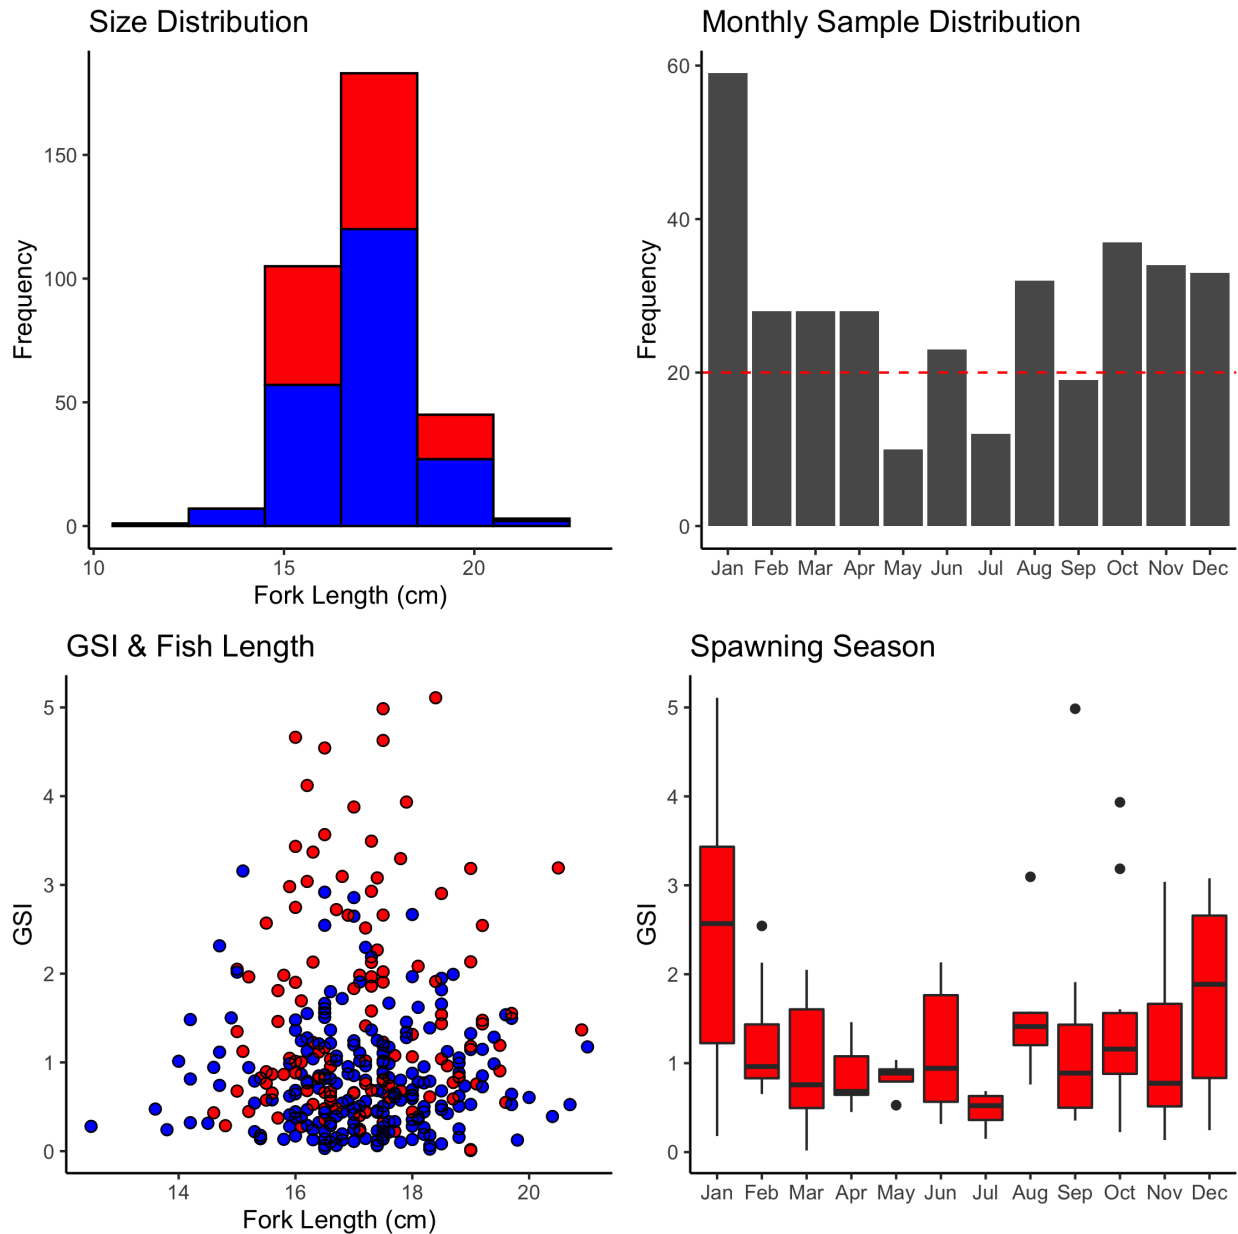 Size Distribution
Frequency
150
100
50
0
10 15 20
Fork Length (cm)
Monthly Sample Distribution
Frequency
60
40
20
0
Jan Feb Mar Apr May Jun Jul Aug Sep Oct Nov Dec
GSI & Fish Length
GSI
5
4
3
2
1
0
14 16 18 20
Fork Length (cm)
Spawning Season
GSI
5
4
3
2
1
0
Jan Feb Mar Apr May Jun Jul Aug Sep Oct Nov Dec